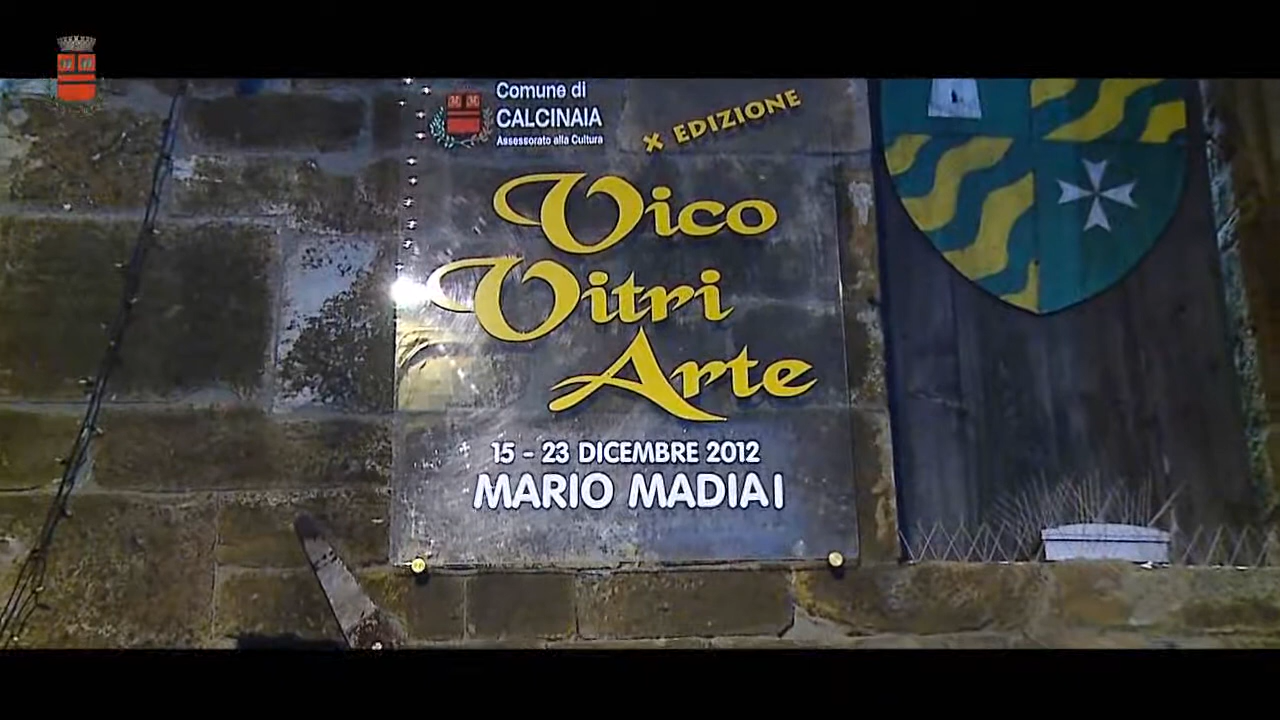 Comune di
CALCINAIA
Assessorato alla Cultura
X EDIZIONE
Vico
Vitri
Arte
15 - 23 DICEMBRE 2012
MARIO MADIAI